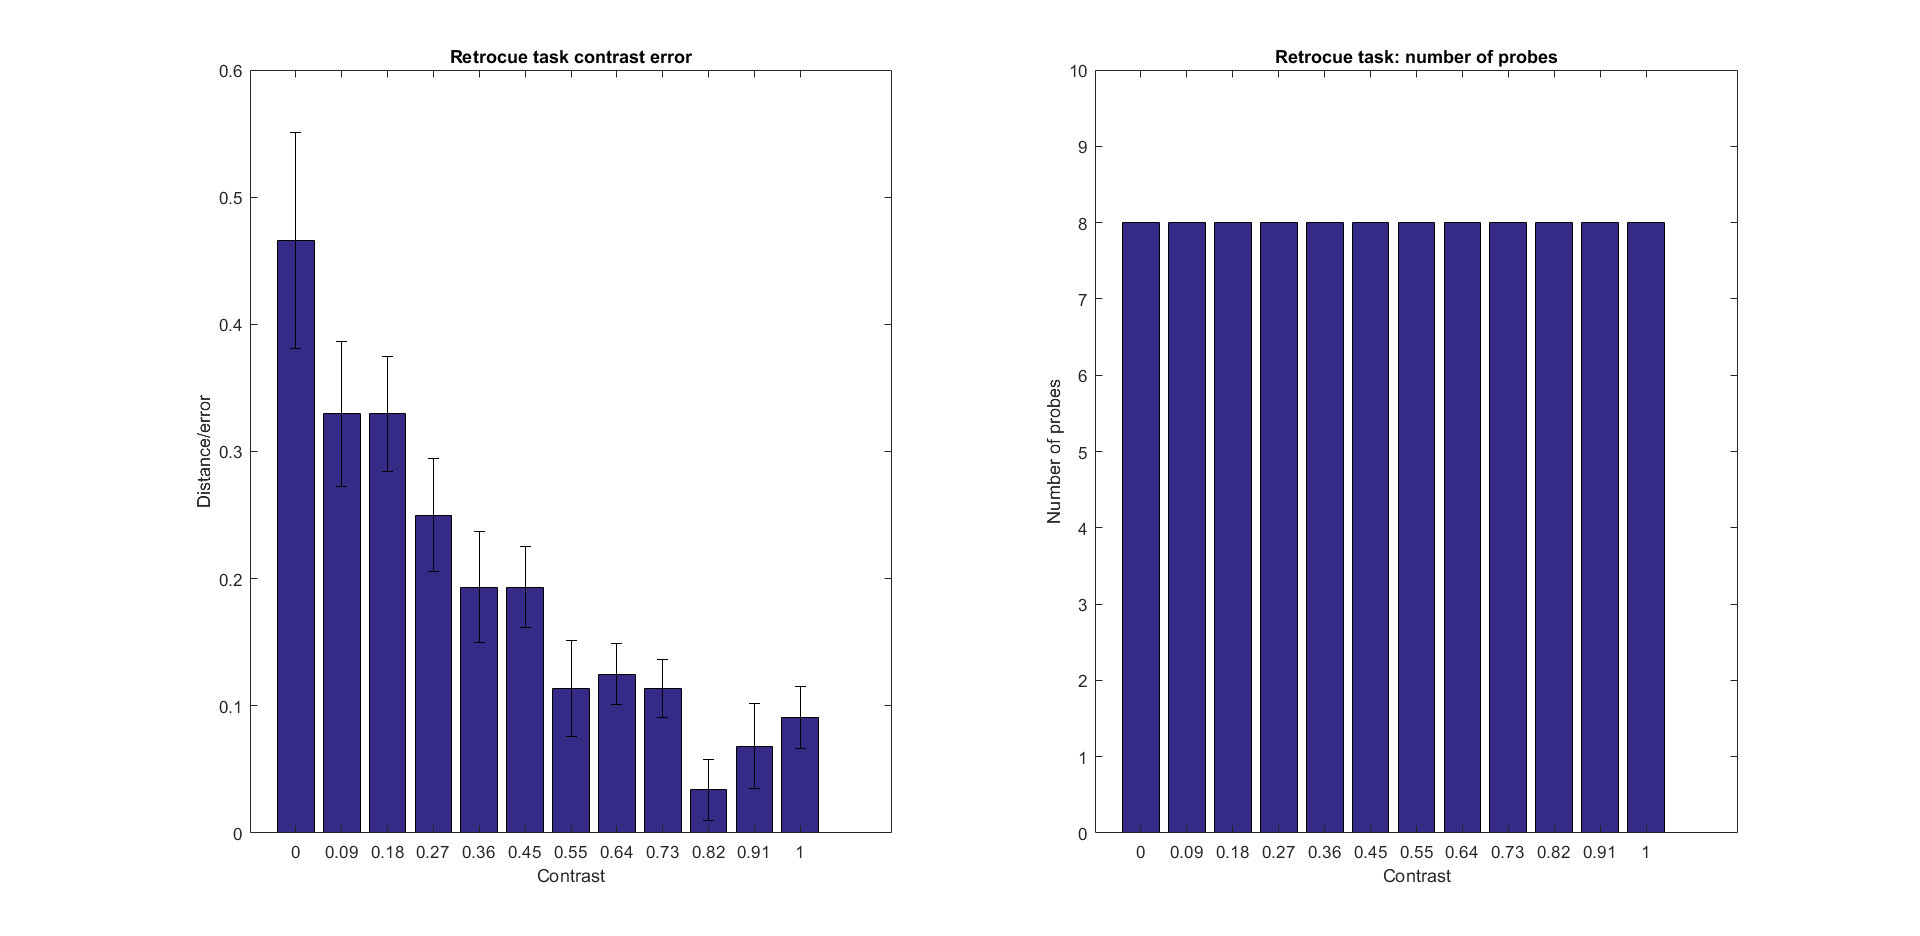 Retrocue task contrast error
0.6
0.5
0.4
0.3
0.2
0.1
0
Distance/error
0 0.09 0.18 0.27 0.36 0.45 0.55 0.64 0.73 0.82 0.91 1
Contrast
Retrocue task: number of probes
10
9
8
7
6
5
4
3
2
1
0
Number of probes
0 0.09 0.18 0.27 0.36 0.45 0.55 0.64 0.73 0.82 0.91 1
Contrast